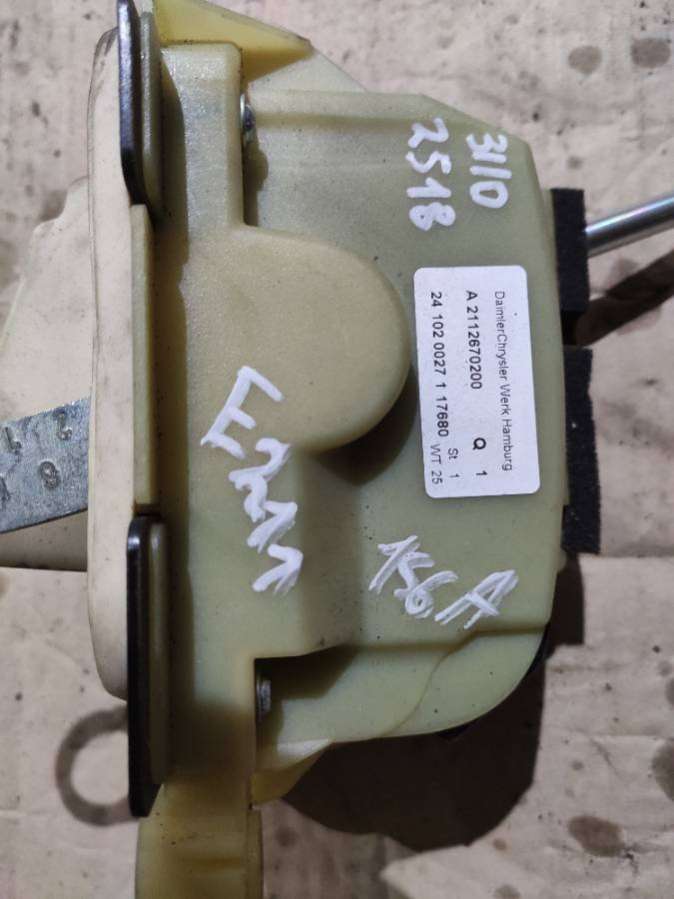 3110
2518
DaimlerChrysler Werk Hamburg
A 2112670200 Q 1
24 102 0027 1 17680 St 1
WT 25
E211
156A